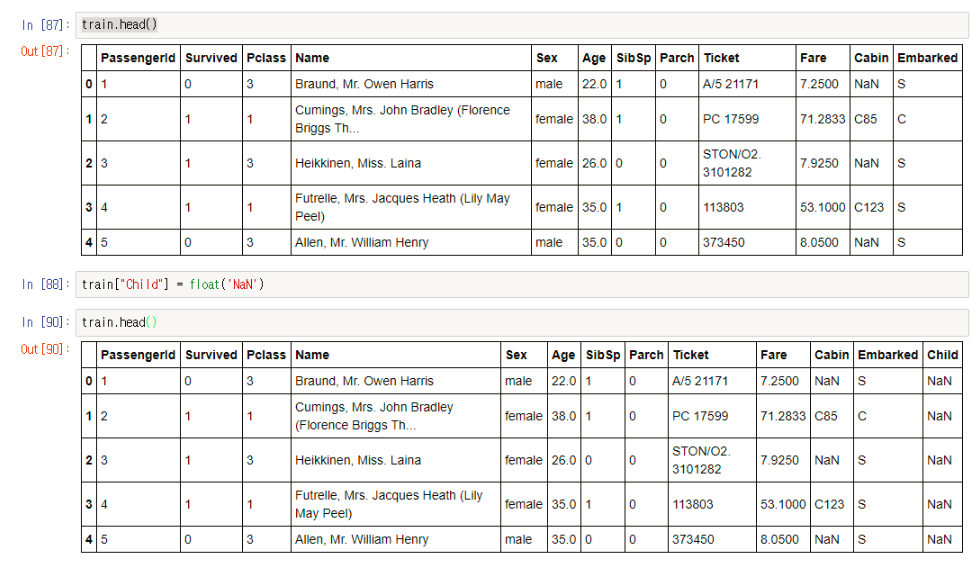 In [87]: train.head()
Out[87]:
PassengerId Survived Pclass Name Sex Age SibSp Parch Ticket Fare Cabin Embarked
0 1 0 3 Braund, Mr. Owen Harris male 22.0 1 0 A/5 21171 7.2500 NaN S
1 2 1 1 Cumings, Mrs. John Bradley (Florence Briggs Th... female 38.0 1 0 PC 17599 71.2833 C85 C
2 3 1 3 Heikkinen, Miss. Laina female 26.0 0 0 STON/O2. 3101282 7.9250 NaN S
3 4 1 1 Futrelle, Mrs. Jacques Heath (Lily May Peel) female 35.0 1 0 113803 53.1000 C123 S
4 5 0 3 Allen, Mr. William Henry male 35.0 0 0 373450 8.0500 NaN S
In [88]: train["Child"] = float('NaN')
In [90]: train.head()
Out[90]:
PassengerId Survived Pclass Name Sex Age SibSp Parch Ticket Fare Cabin Embarked Child
0 1 0 3 Braund, Mr. Owen Harris male 22.0 1 0 A/5 21171 7.2500 NaN S NaN
1 2 1 1 Cumings, Mrs. John Bradley (Florence Briggs Th... female 38.0 1 0 PC 17599 71.2833 C85 C NaN
2 3 1 3 Heikkinen, Miss. Laina female 26.0 0 0 STON/O2. 3101282 7.9250 NaN S NaN
3 4 1 1 Futrelle, Mrs. Jacques Heath (Lily May Peel) female 35.0 1 0 113803 53.1000 C123 S NaN
4 5 0 3 Allen, Mr. William Henry male 35.0 0 0 373450 8.0500 NaN S NaN